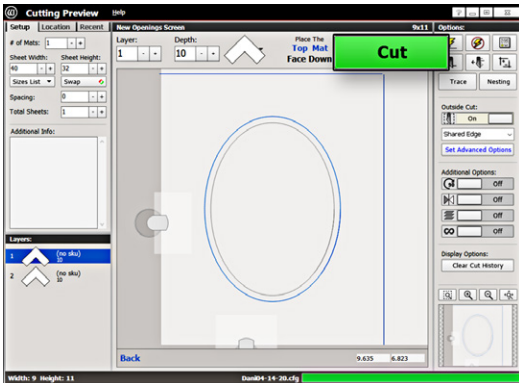 Cutting Preview
Help
Setup Location Recent
# of Mats: 1 - +
Sheet Width: Sheet Height:
40 - + 32 - +
Sizes List Swap
Spacing: 0 - +
Total Sheets: 1 - +
Additional Info:
Layers:
1 (no sku)
10
2 (no sku)
10
New Openings Screen 9x11
Layer: Depth:
1 - + 10 - +
Place The
Top Mat
Face Down
Cut
Back
9.635 6.823
Options:
Trace Nesting
Outside Cut:
On
Shared Edge
Set Advanced Options
Additional Options:
Off
Off
Off
Off
Display Options:
Clear Cut History
Width: 9 Height: 11
Dani04-14-20.cfg